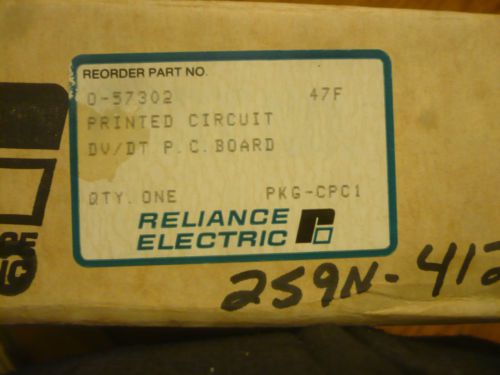 REORDER PART NO.
0-57302 47F
PRINTED CIRCUIT
DV/DT P.C.BOARD
QTY. ONE PKG-CPC1
RELIANCE
ELECTRIC
259N-412